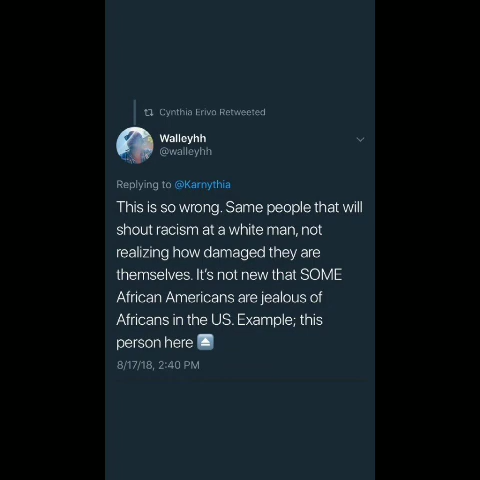 Cynthia Erivo Retweeted
Walleyhh
@walleyhh
Replying to @Karnythia
This is so wrong. Same people that will
shout racism at a white man, not
realizing how damaged they are
themselves. It's not new that SOME
African Americans are jealous of
Africans in the US. Example; this
person here ⏏️
8/17/18, 2:40 PM